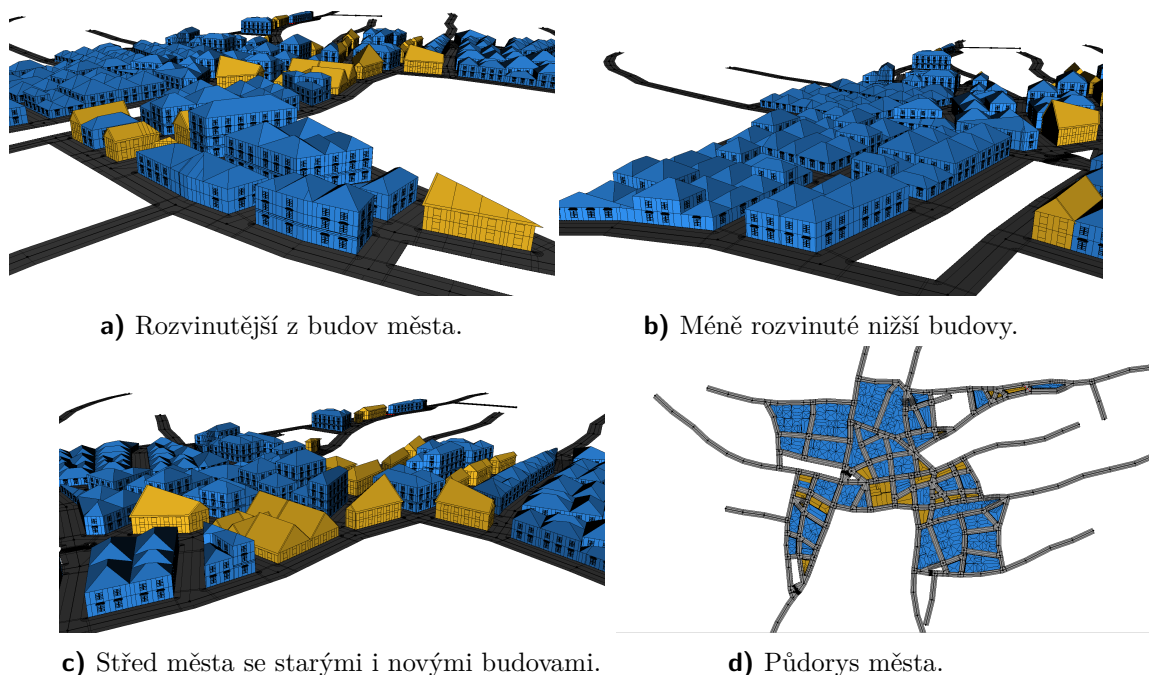 a) Rozvinutější z budov města.
b) Méně rozvinuté nižší budovy.
c) Střed města se starými i novými budovami.
d) Půdorys města.